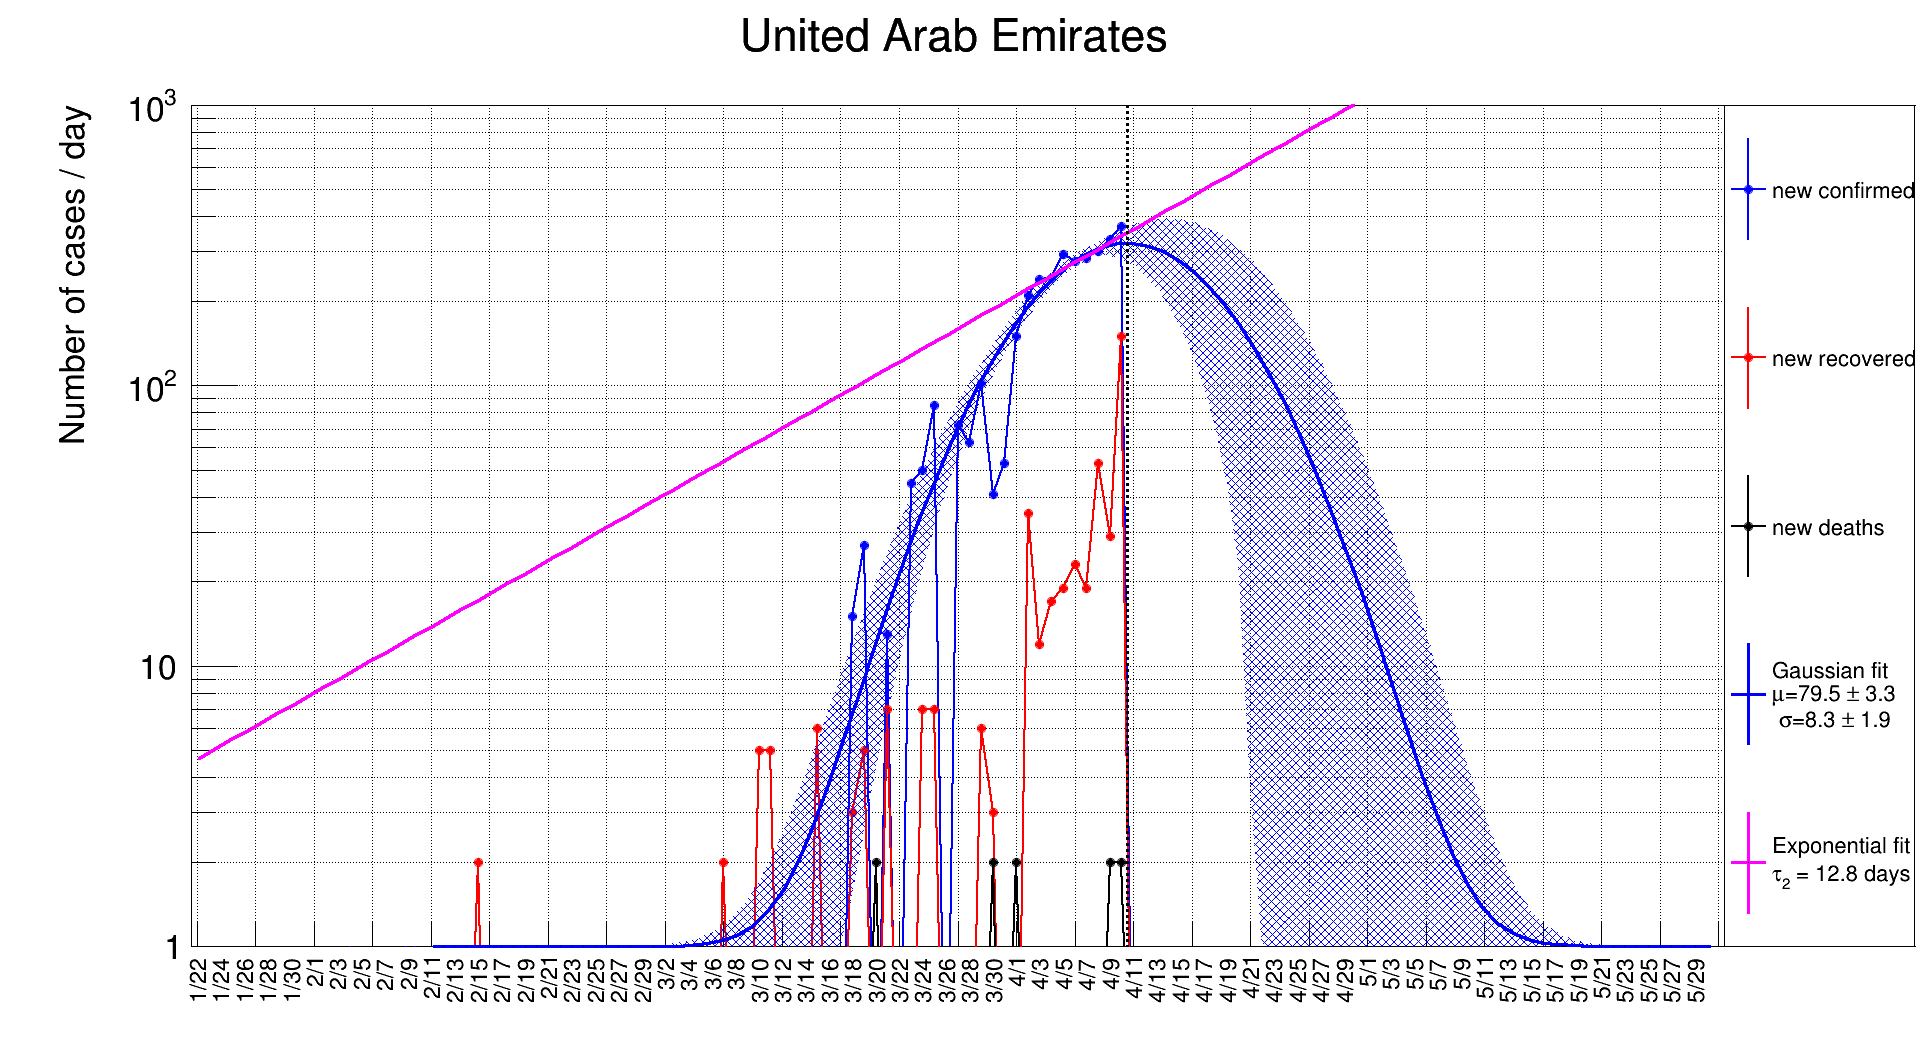 United Arab Emirates
Number of cases / day
10³
10²
10
1
1/22 1/24 1/26 1/28 1/30 2/1 2/3 2/5 2/7 2/9 2/11 2/13 2/15 2/17 2/19 2/21 2/23 2/25 2/27 2/29 3/2 3/4 3/6 3/8 3/10 3/12 3/14 3/16 3/18 3/20 3/22 3/24 3/26 3/28 3/30 4/1 4/3 4/5 4/7 4/9 4/11 4/13 4/15 4/17 4/19 4/21 4/23 4/25 4/27 4/29 5/1 5/3 5/5 5/7 5/9 5/11 5/13 5/15 5/17 5/19 5/21 5/23 5/25 5/27 5/29
new confirmed
new recovered
new deaths
Gaussian fit
μ=79.5 ± 3.3
σ=8.3 ± 1.9
Exponential fit
τ₂ = 12.8 days